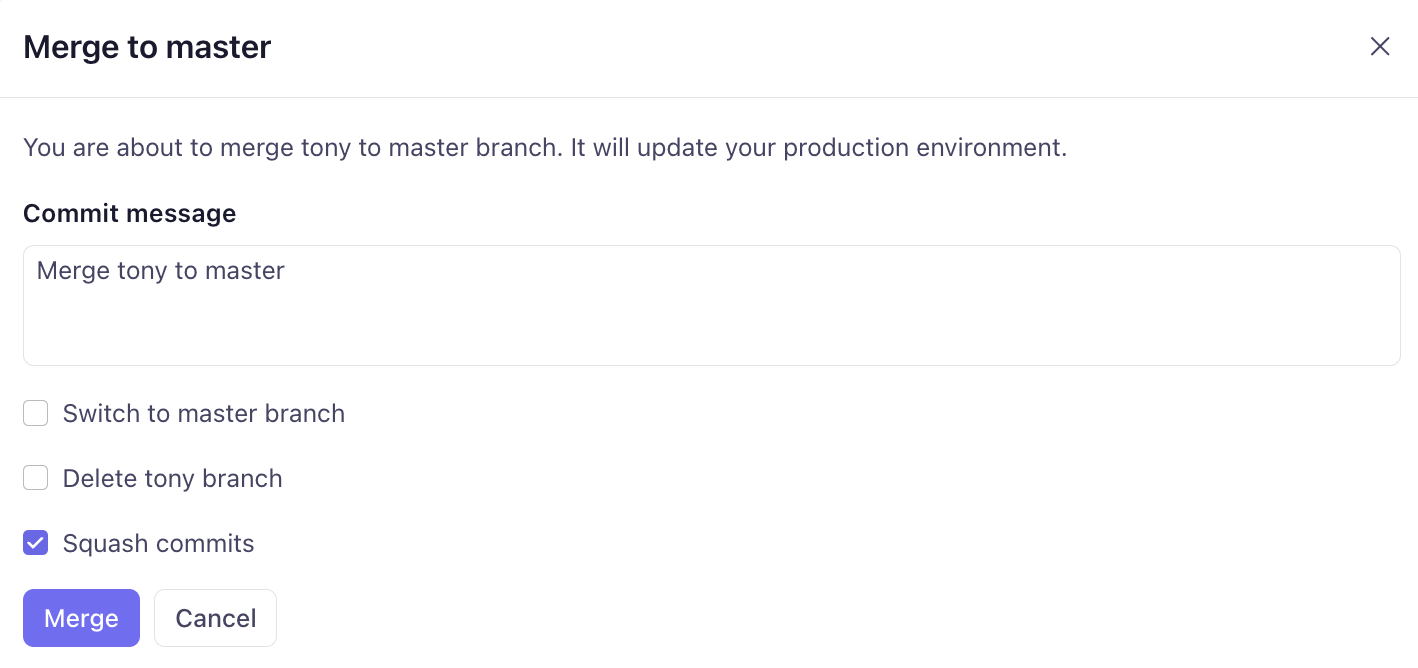 Merge to master
You are about to merge tony to master branch. It will update your production environment.
Commit message
Merge tony to master
Switch to master branch
Delete tony branch
Squash commits
Merge
Cancel